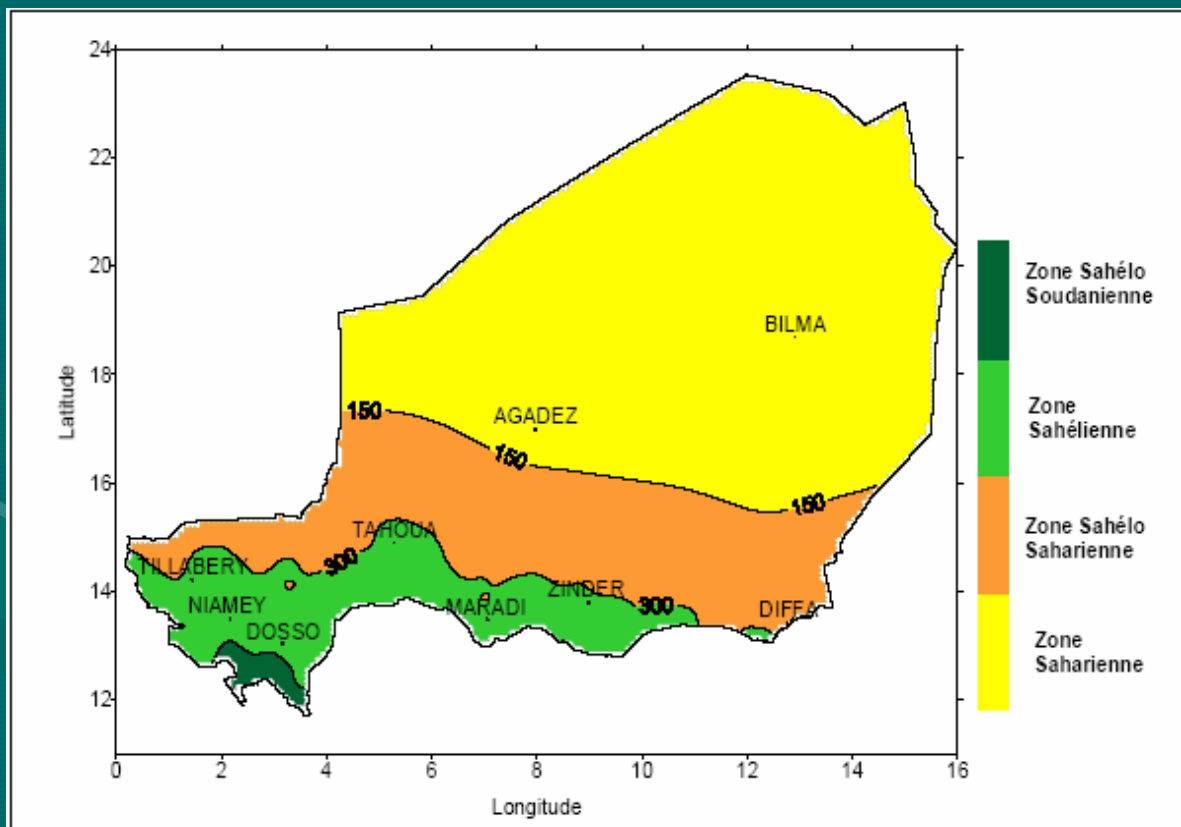 24
22
20
18
16
14
12
Latitude
0
2
4
6
8
10
12
14
16
Longitude
BILMA
AGADEZ
150
150
150
TAHOUA
TILLABERY
300
NIAMEY
DOSSO
MARADI
ZINDER
300
DIFFA
Zone Sahélo
Soudanienne
Zone
Sahélienne
Zone Sahélo
Saharienne
Zone
Saharienne